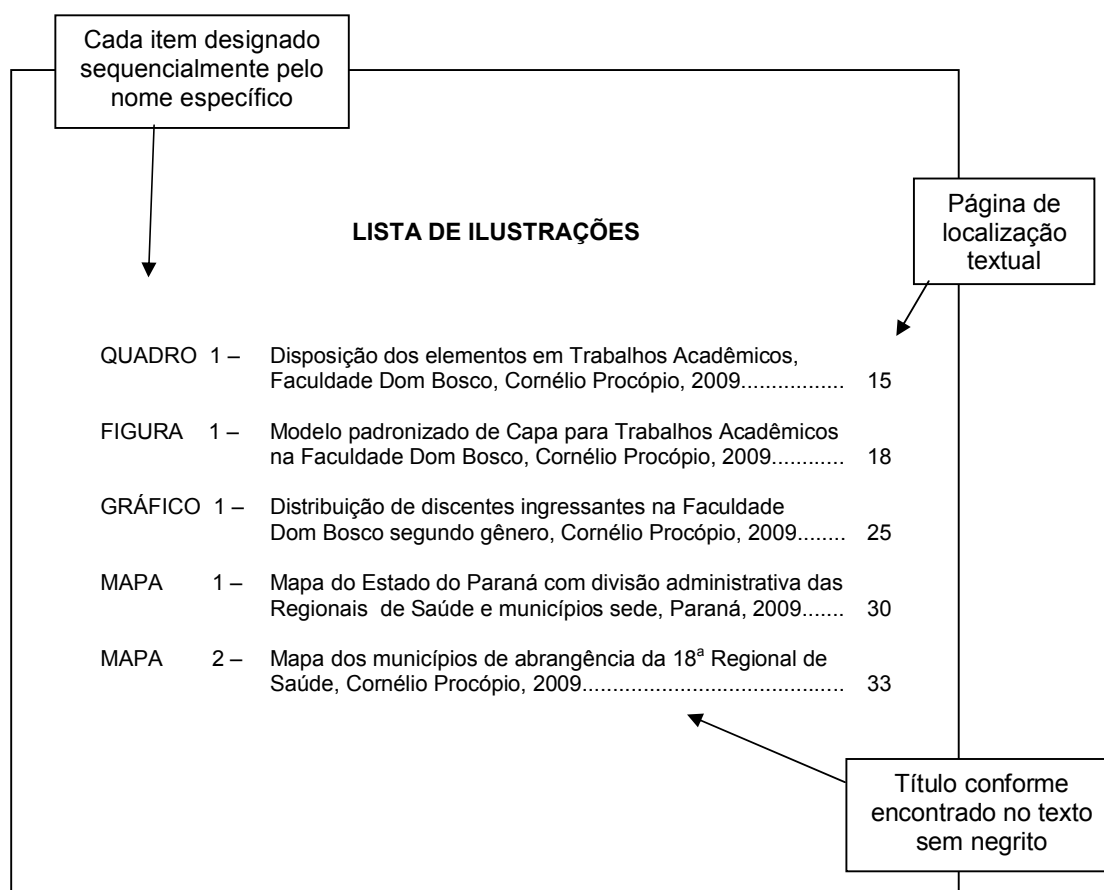 Cada item designado
sequencialmente pelo
nome específico
Página de
localização
textual
LISTA DE ILUSTRAÇÕES
QUADRO 1 – Disposição dos elementos em Trabalhos Acadêmicos,
Faculdade Dom Bosco, Cornélio Procópio, 2009................. 15
FIGURA 1 – Modelo padronizado de Capa para Trabalhos Acadêmicos
na Faculdade Dom Bosco, Cornélio Procópio, 2009............ 18
GRÁFICO 1 – Distribuição de discentes ingressantes na Faculdade
Dom Bosco segundo gênero, Cornélio Procópio, 2009........ 25
MAPA 1 – Mapa do Estado do Paraná com divisão administrativa das
Regionais de Saúde e municípios sede, Paraná, 2009....... 30
MAPA 2 – Mapa dos municípios de abrangência da 18ª Regional de
Saúde, Cornélio Procópio, 2009........................................... 33
Título conforme
encontrado no texto
sem negrito